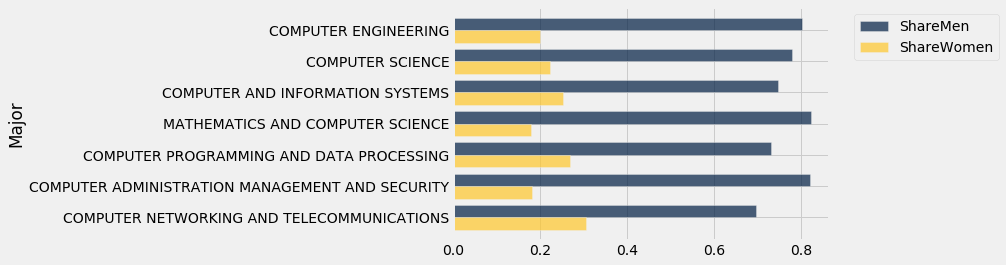 COMPUTER ENGINEERING
COMPUTER SCIENCE
COMPUTER AND INFORMATION SYSTEMS
MATHEMATICS AND COMPUTER SCIENCE
COMPUTER PROGRAMMING AND DATA PROCESSING
COMPUTER ADMINISTRATION MANAGEMENT AND SECURITY
COMPUTER NETWORKING AND TELECOMMUNICATIONS
Major
0.0 0.2 0.4 0.6 0.8
ShareMen
ShareWomen